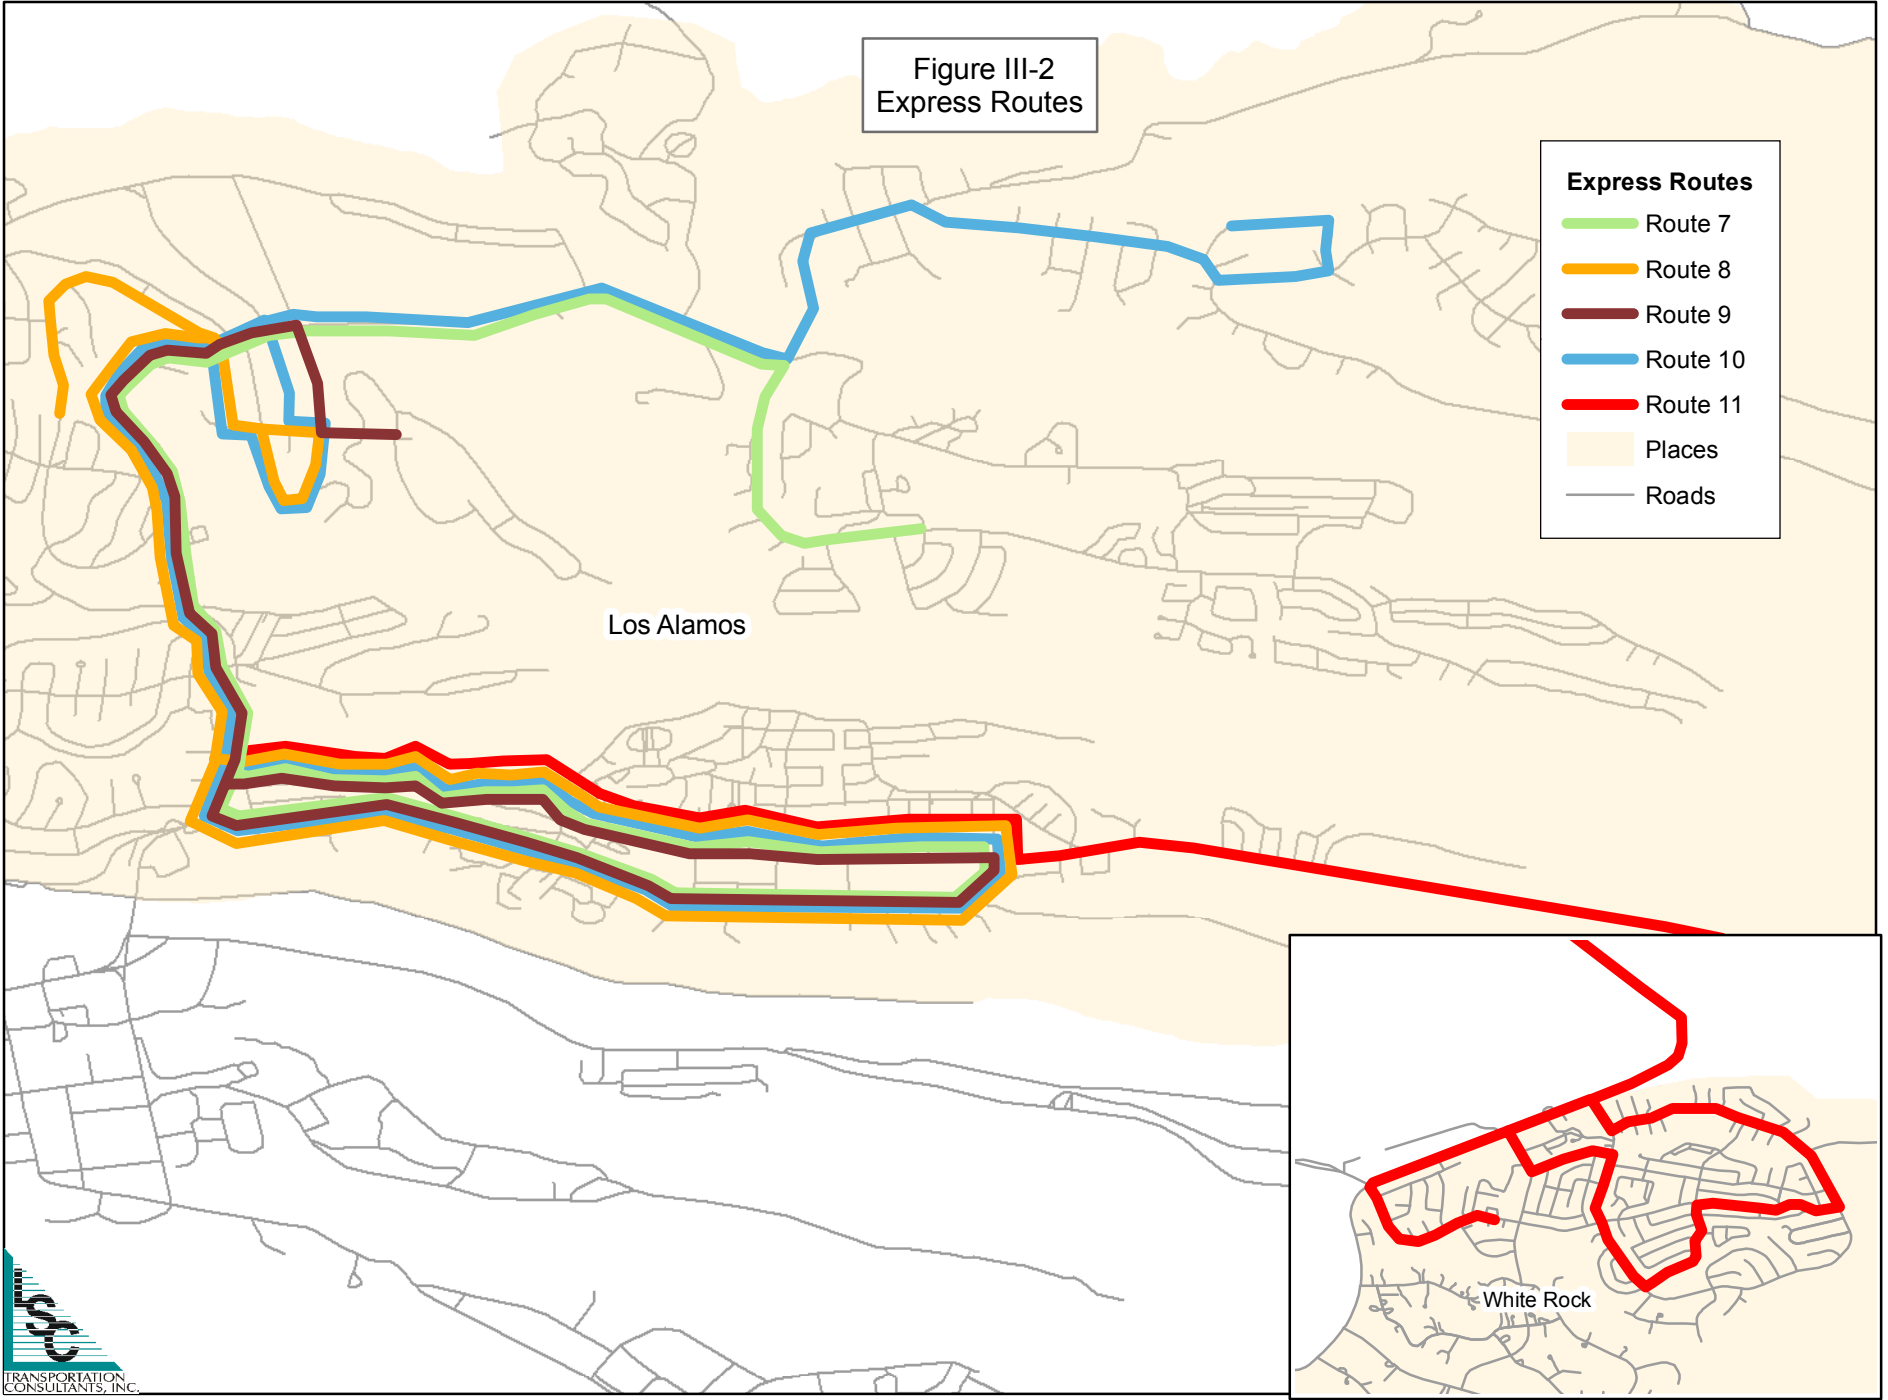 Figure III-2
Express Routes
Express Routes
Route 7
Route 8
Route 9
Route 10
Route 11
Places
Roads
Los Alamos
White Rock
LSC
TRANSPORTATION
CONSULTANTS, INC.